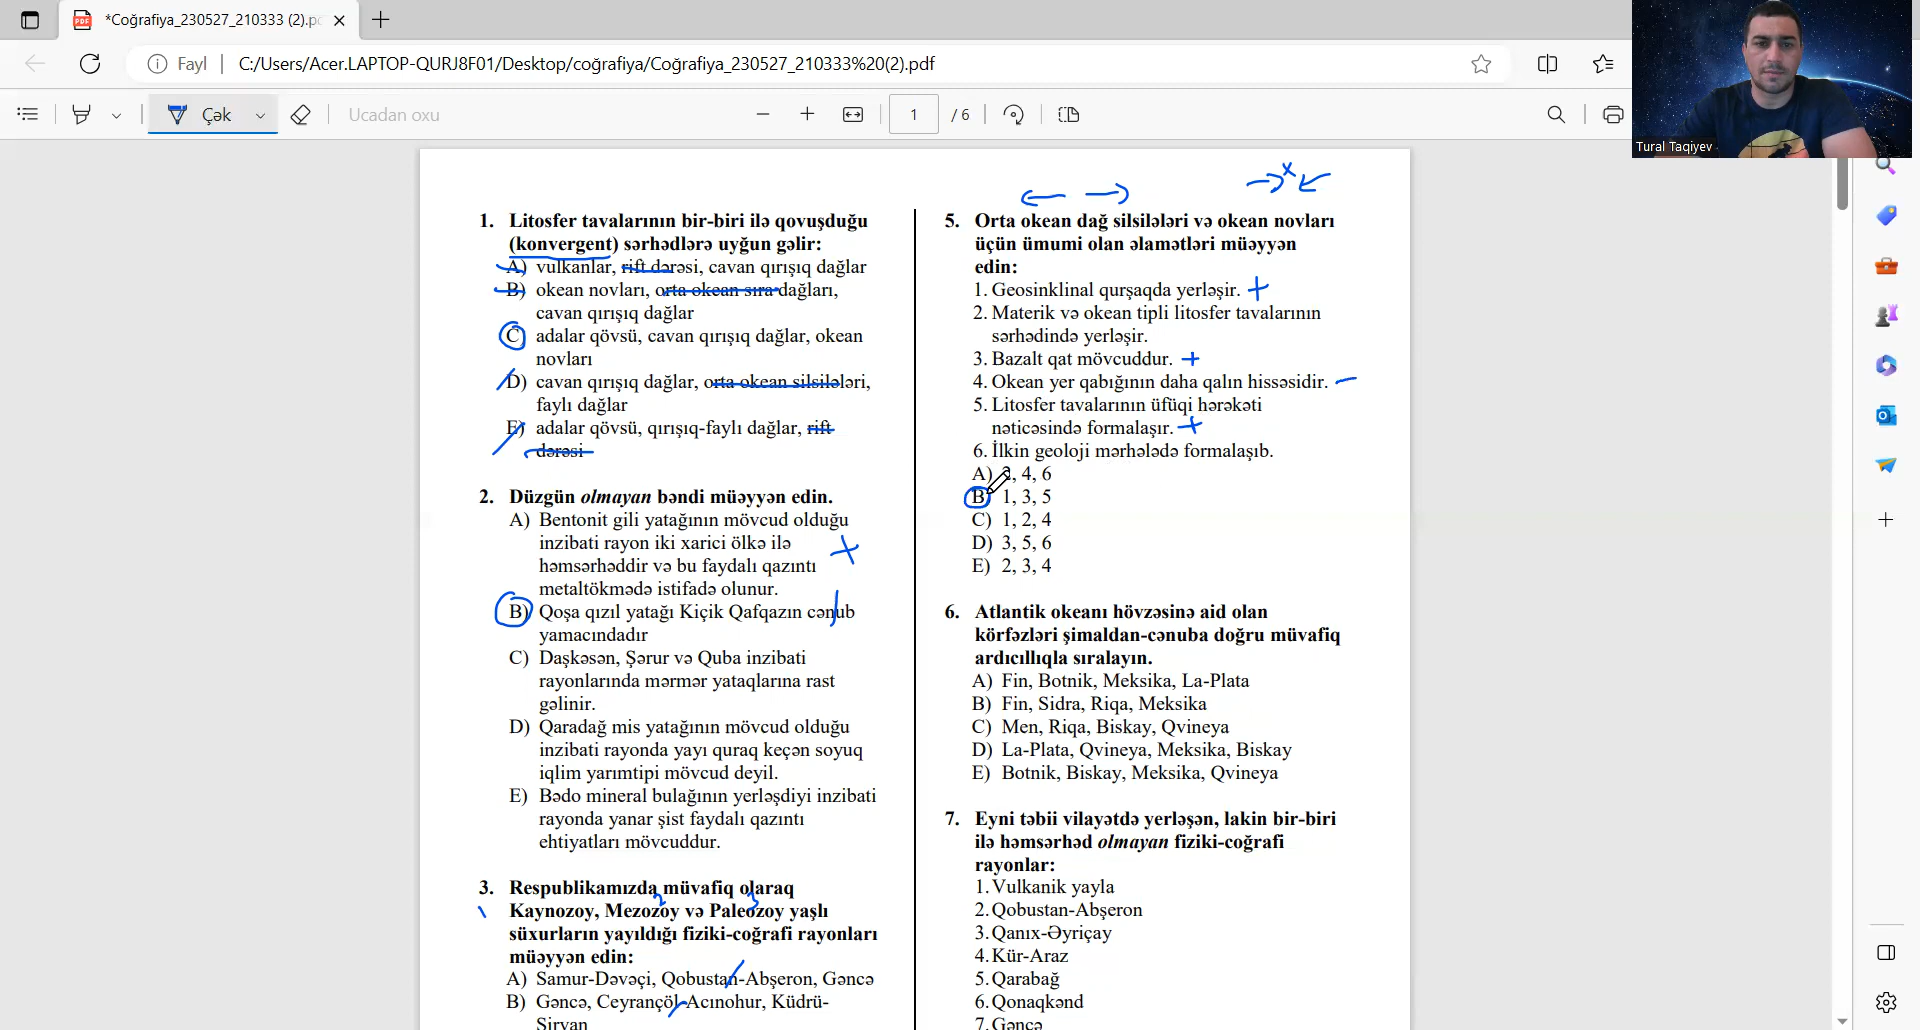 *Coğrafiya_230527_210333 (2).pd
Fayl
C:/Users/Acer.LAPTOP-QURJ8F01/Desktop/coğrafiya/Coğrafiya_230527_210333%20(2).pdf
Çək
Ucadan oxu
1 / 6
Tural Taqiyev
1. Litosfer tavalarının bir-biri ilə qovuşduğu
(konvergent) sərhədlərə uyğun gəlir:
A) vulkanlar, rift dərəsi, cavan qırışıq dağlar
B) okean novları, orta okean sıra dağları,
cavan qırışıq dağlar
C) adalar qövsü, cavan qırışıq dağlar, okean
novları
D) cavan qırışıq dağlar, orta okean silsilələri,
faylı dağlar
E) adalar qövsü, qırışıq-faylı dağlar, rift
dərəsi
2. Düzgün olmayan bəndi müəyyən edin.
A) Bentonit gili yatağının mövcud olduğu
inzibati rayon iki xarici ölkə ilə
həmsərhəddir və bu faydalı qazıntı
metaltökmədə istifadə olunur.
B) Qoşa qızıl yatağı Kiçik Qafqazın cənub
yamacındadır
C) Daşkəsən, Şərur və Quba inzibati
rayonlarında mərmər yataqlarına rast
gəlinir.
D) Qaradağ mis yatağının mövcud olduğu
inzibati rayonda yayı quraq keçən soyuq
iqlim yarımtipi mövcud deyil.
E) Bədo mineral bulağının yerləşdiyi inzibati
rayonda yanar şist faydalı qazıntı
ehtiyatları mövcuddur.
3. Respublikamızda müvafiq olaraq
1 2 3
Kaynozoy, Mezozoy və Paleozoy yaşlı
süxurların yayıldığı fiziki-coğrafi rayonları
müəyyən edin:
A) Samur-Dəvəçi, Qobustan-Abşeron, Gəncə
B) Gəncə, Ceyrançöl-Acınohur, Küdrü-
Şirvan
x
5. Orta okean dağ silsilələri və okean novları
üçün ümumi olan əlamətləri müəyyən
edin:
1. Geosinklinal qurşaqda yerləşir. +
2. Materik və okean tipli litosfer tavalarının
sərhədində yerləşir.
3. Bazalt qat mövcuddur. +
4. Okean yer qabığının daha qalın hissəsidir. –
5. Litosfer tavalarının üfüqi hərəkəti
nəticəsində formalaşır. +
6. İlkin geoloji mərhələdə formalaşıb.
A) 2, 4, 6
B) 1, 3, 5
C) 1, 2, 4
D) 3, 5, 6
E) 2, 3, 4
6. Atlantik okeanı hövzəsinə aid olan
körfəzləri şimaldan-cənuba doğru müvafiq
ardıcıllıqla sıralayın.
A) Fin, Botnik, Meksika, La-Plata
B) Fin, Sidra, Riqa, Meksika
C) Men, Riqa, Biskay, Qvineya
D) La-Plata, Qvineya, Meksika, Biskay
E) Botnik, Biskay, Meksika, Qvineya
7. Eyni təbii vilayətdə yerləşən, lakin bir-biri
ilə həmsərhəd olmayan fiziki-coğrafi
rayonlar:
1. Vulkanik yayla
2. Qobustan-Abşeron
3. Qanıx-Əyriçay
4. Kür-Araz
5. Qarabağ
6. Qonaqkənd
7. Gəncə